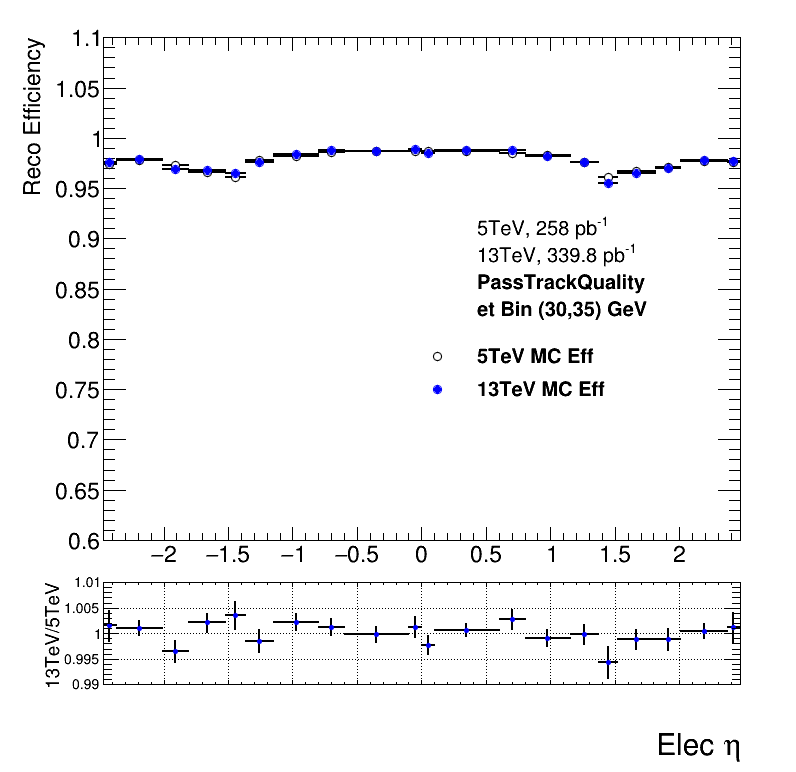 Reco Efficiency
1.1
1.05
1
0.95
0.9
0.85
0.8
0.75
0.7
0.65
0.6
5TeV, 258 pb⁻¹
13TeV, 339.8 pb⁻¹
PassTrackQuality
et Bin (30,35) GeV
5TeV MC Eff
13TeV MC Eff
−2 −1.5 −1 −0.5 0 0.5 1 1.5 2
13TeV/5TeV
1.01
1.005
1
0.995
0.99
Elec η